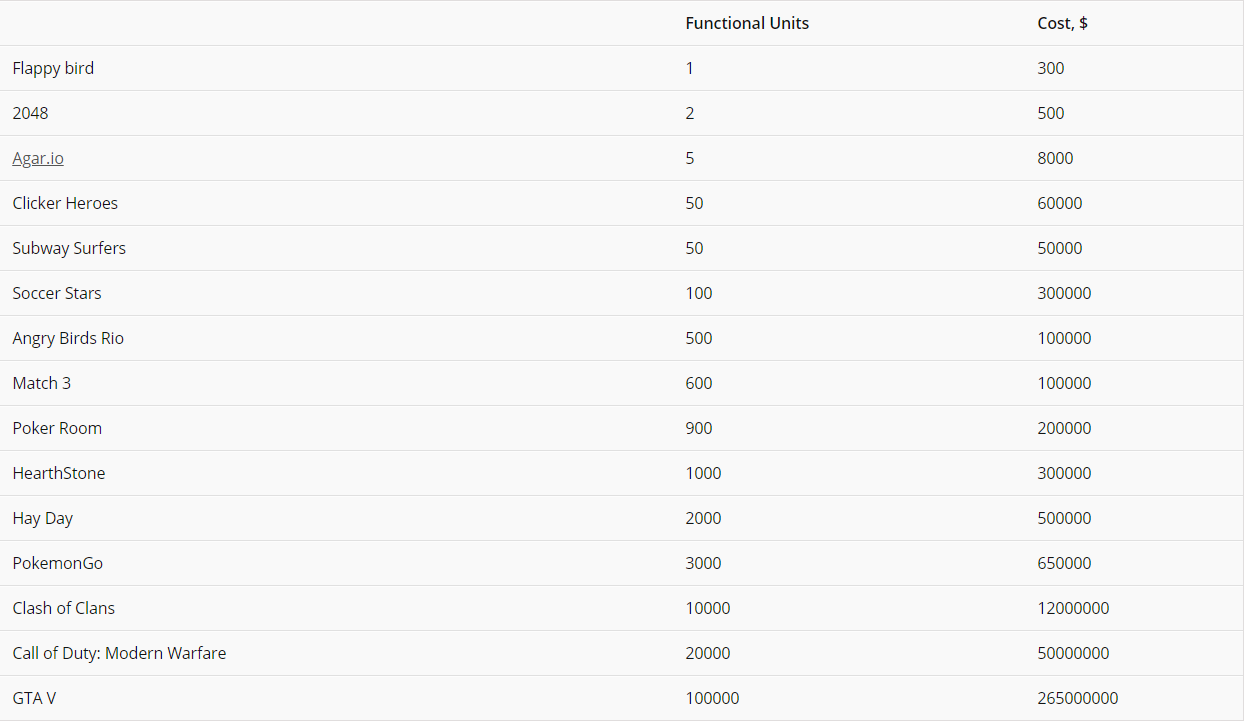 Functional Units Cost, $
Flappy bird 1 300
2048 2 500
Agar.io 5 8000
Clicker Heroes 50 60000
Subway Surfers 50 50000
Soccer Stars 100 300000
Angry Birds Rio 500 100000
Match 3 600 100000
Poker Room 900 200000
HearthStone 1000 300000
Hay Day 2000 500000
PokemonGo 3000 650000
Clash of Clans 10000 12000000
Call of Duty: Modern Warfare 20000 50000000
GTA V 100000 265000000